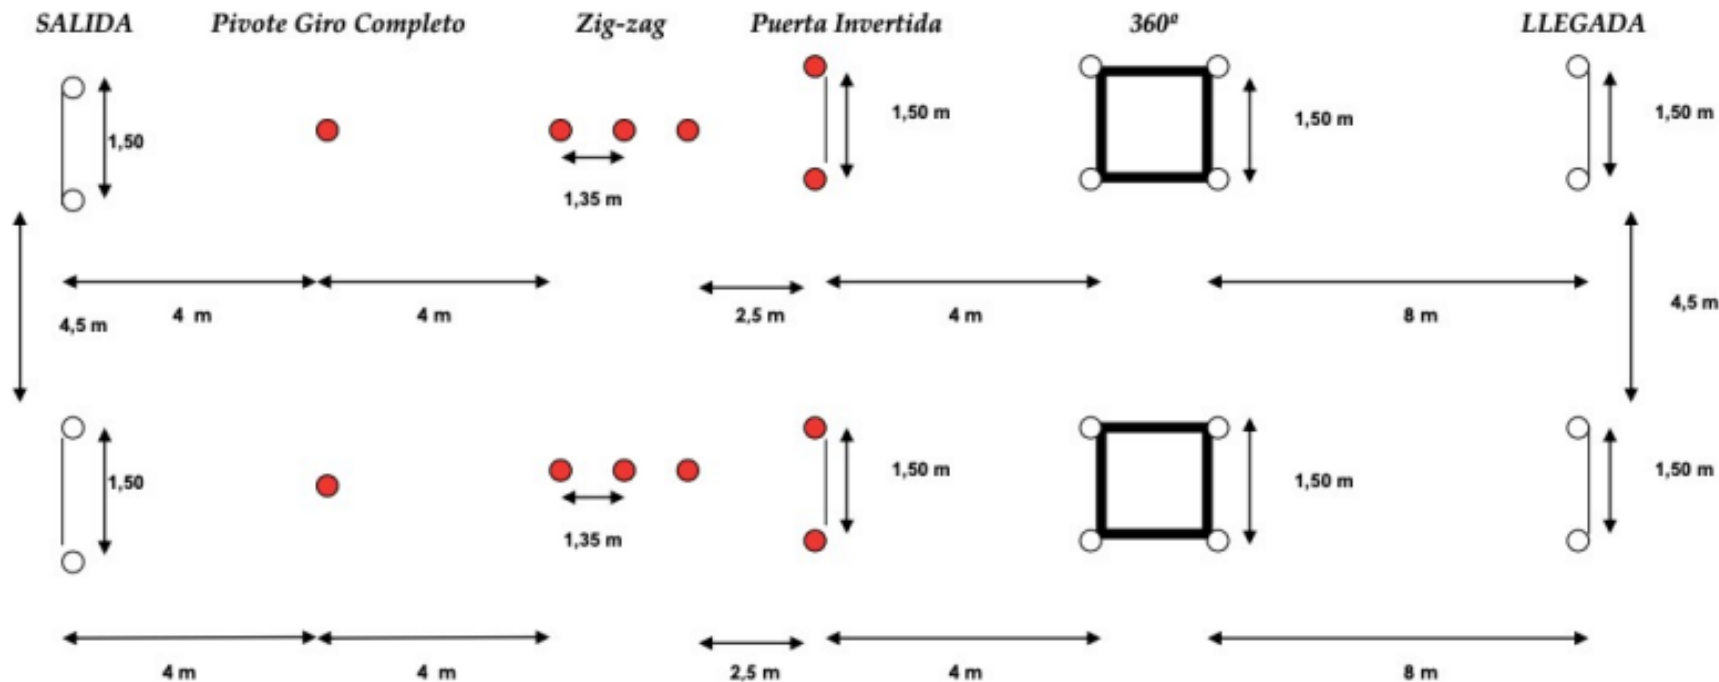 SALIDA Pivote Giro Completo Zig-zag Puerta Invertida 360º LLEGADA
1,50 m 1,50 m 1,50 m
1,50
1,35 m
4 m 4 m 2,5 m 4 m 8 m
4,5 m 4,5 m
1,50 1,50 m 1,50 m 1,50 m
1,35 m
4 m 4 m 2,5 m 4 m 8 m